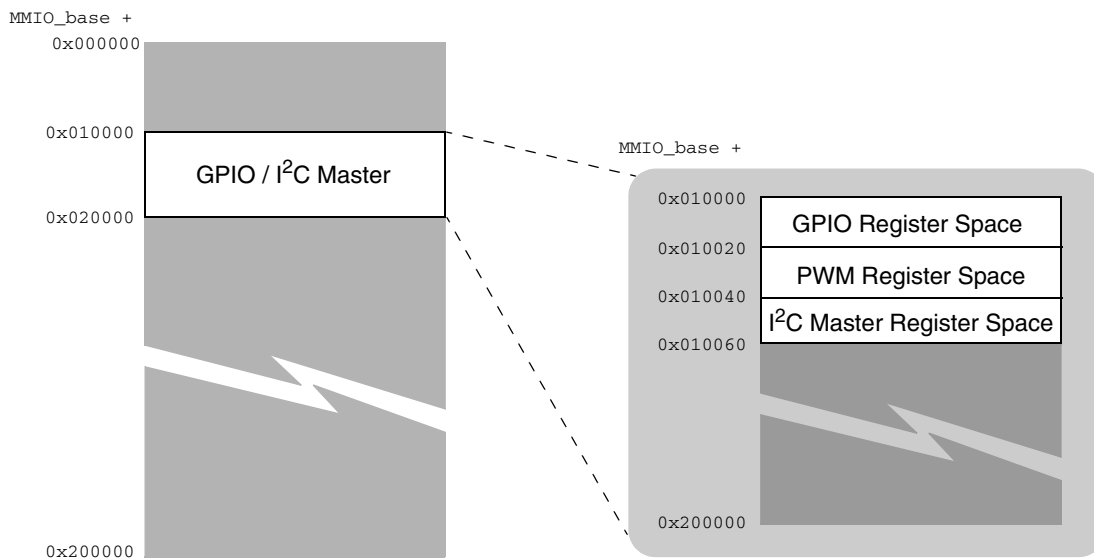 MMIO_base +
0x000000
0x010000
GPIO / I²C Master
0x020000
0x200000
MMIO_base +
0x010000
GPIO Register Space
0x010020
PWM Register Space
0x010040
I²C Master Register Space
0x010060
0x200000